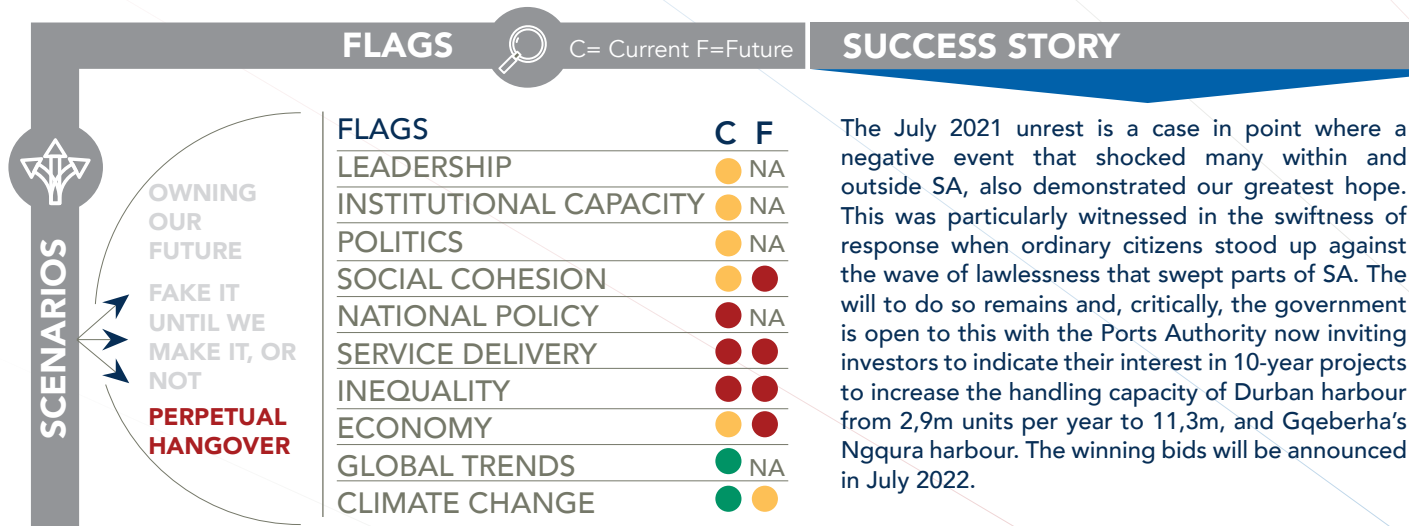 FLAGS
C= Current F=Future
SUCCESS STORY
SCENARIOS
OWNING
OUR
FUTURE
FAKE IT
UNTIL WE
MAKE IT, OR
NOT
PERPETUAL
HANGOVER
FLAGS C F
LEADERSHIP NA
INSTITUTIONAL CAPACITY NA
POLITICS NA
SOCIAL COHESION
NATIONAL POLICY NA
SERVICE DELIVERY
INEQUALITY
ECONOMY
GLOBAL TRENDS NA
CLIMATE CHANGE
The July 2021 unrest is a case in point where a
negative event that shocked many within and
outside SA, also demonstrated our greatest hope.
This was particularly witnessed in the swiftness of
response when ordinary citizens stood up against
the wave of lawlessness that swept parts of SA. The
will to do so remains and, critically, the government
is open to this with the Ports Authority now inviting
investors to indicate their interest in 10-year projects
to increase the handling capacity of Durban harbour
from 2,9m units per year to 11,3m, and Gqeberha's
Ngqura harbour. The winning bids will be announced
in July 2022.